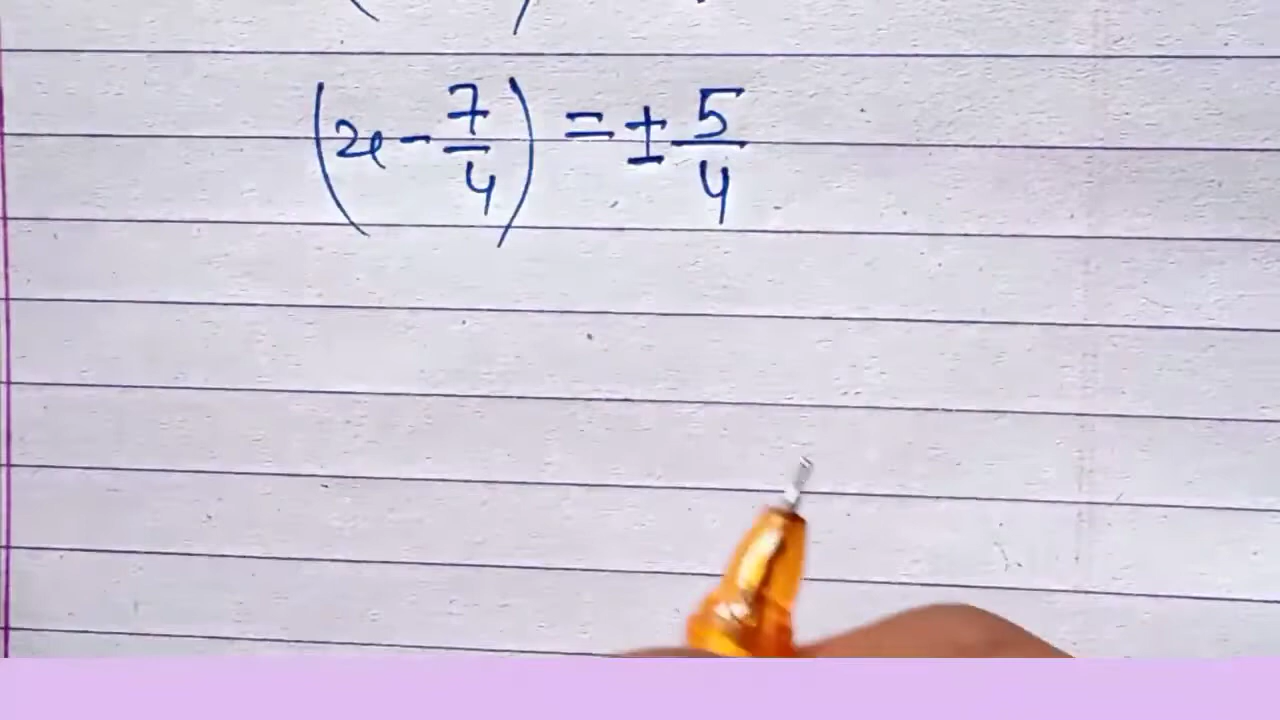 (x - 7/4) = ± 5/4